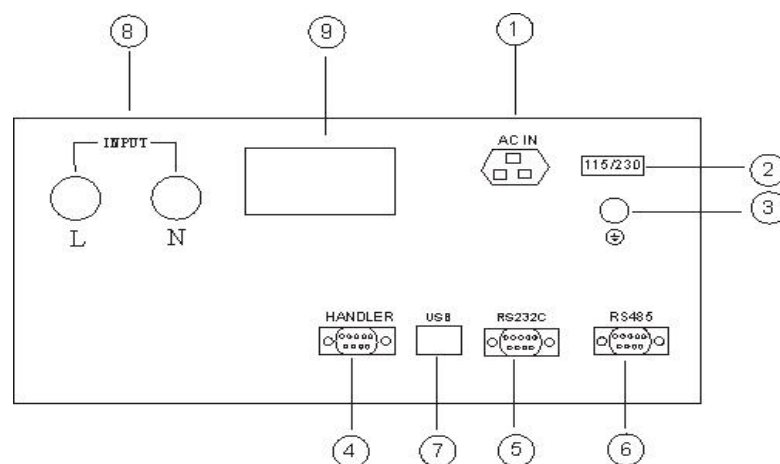 8 9 1
INPUT
AC IN
115/230
2
L N
3
HANDLER USB RS232C RS485
4 7 5 6